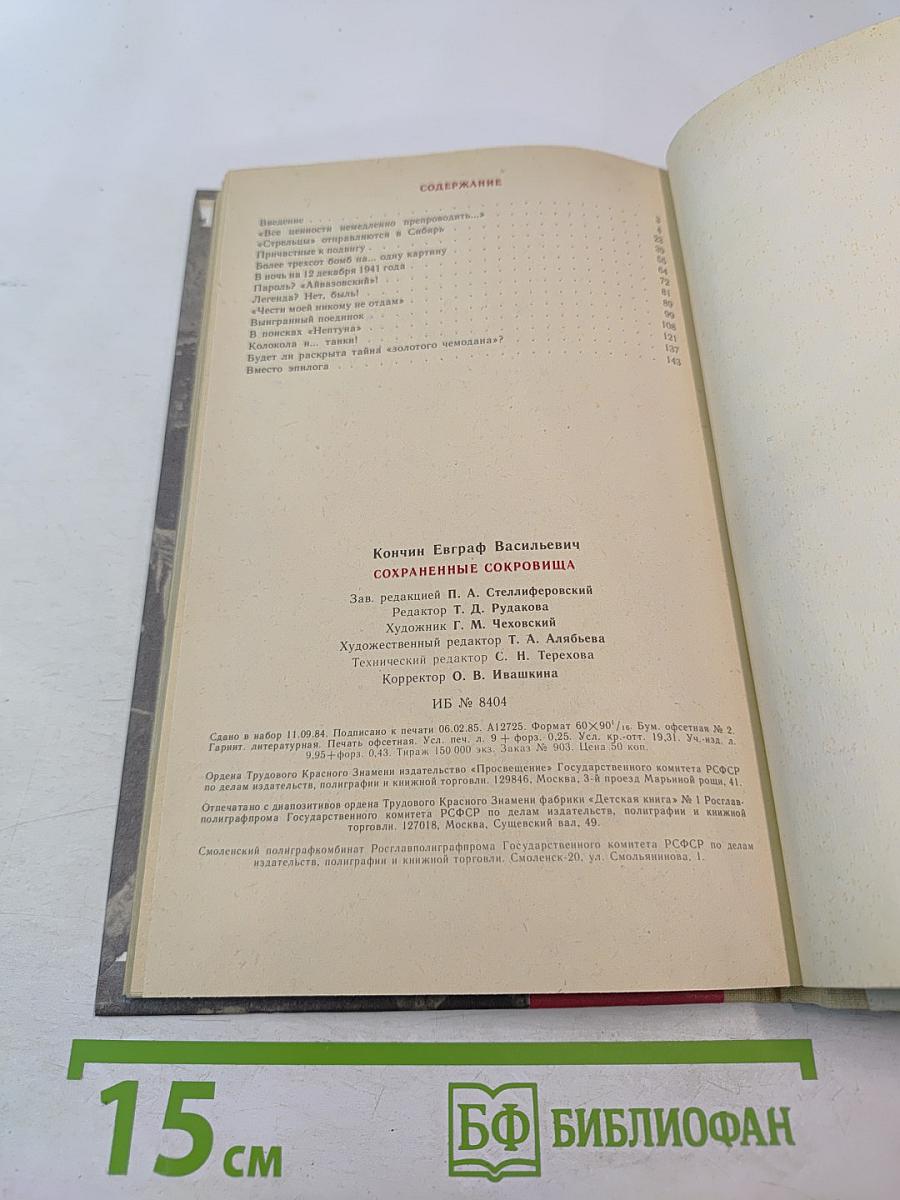 СОДЕРЖАНИЕ
Введение . . . 3
«Все ценности немедленно препроводить...» . . . 4
«Стрельцы» отправляются в Сибирь . . . 23
Причастные к подвигу . . . 39
Более трехсот бомб на... одну картину . . . 55
В ночь на 12 декабря 1941 года . . . 64
Пароль? «Айвазовский»! . . . 72
Легенда? Нет, быль! . . . 81
«Чести моей никому не отдам» . . . 89
Выигранный поединок . . . 99
В поисках «Нептуна» . . . 108
Колокола и... танки! . . . 121
Будет ли раскрыта тайна «золотого чемодана»? . . . 137
Вместо эпилога . . . 143
Кончин Евграф Васильевич
СОХРАНЕННЫЕ СОКРОВИЩА
Зав. редакцией П. А. Стеллиферовский
Редактор Т. Д. Рудакова
Художник Г. М. Чеховский
Художественный редактор Т. А. Алябьева
Технический редактор С. Н. Терехова
Корректор О. В. Ивашкина
ИБ № 8404
Сдано в набор 11.09.84. Подписано к печати 06.02.85. А12725. Формат 60×90¹/₁₆. Бум. офсетная № 2.
Гарнит. литературная. Печать офсетная. Усл. печ. л. 9 + форз. 0,25. Усл. кр.-отт. 19,31. Уч.-изд. л.
9,95+форз. 0,43. Тираж 150 000 экз. Заказ № 903. Цена 50 коп.
Ордена Трудового Красного Знамени издательство «Просвещение» Государственного комитета РСФСР
по делам издательств, полиграфии и книжной торговли. 129846, Москва, 3-й проезд Марьиной рощи, 41.
Отпечатано с диапозитивов ордена Трудового Красного Знамени фабрики «Детская книга» № 1 Росглав-
полиграфпрома Государственного комитета РСФСР по делам издательств, полиграфии и книжной
торговли. 127018, Москва, Сущевский вал, 49.
Смоленский полиграфкомбинат Росглавполиграфпрома Государственного комитета РСФСР по делам
издательств, полиграфии и книжной торговли. Смоленск-20, ул. Смольянинова, 1.
15 см
БФ БИБЛИОФАН